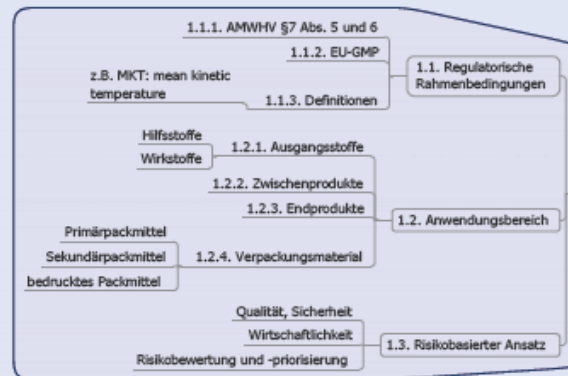 1.1. Regulatorische
Rahmenbedingungen
1.1.1. AMWHV §7 Abs. 5 und 6
1.1.2. EU-GMP
1.1.3. Definitionen
z.B. MKT: mean kinetic
temperature
1.2. Anwendungsbereich
1.2.1. Ausgangsstoffe
Hilfsstoffe
Wirkstoffe
1.2.2. Zwischenprodukte
1.2.3. Endprodukte
1.2.4. Verpackungsmaterial
Primärpackmittel
Sekundärpackmittel
bedrucktes Packmittel
1.3. Risikobasierter Ansatz
Qualität, Sicherheit
Wirtschaftlichkeit
Risikobewertung und -priorisierung